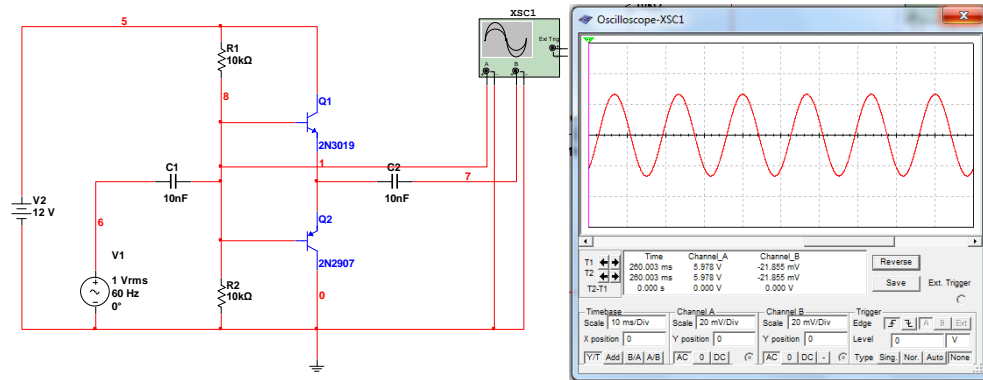 5
XSC1
Ext Trig
A
B
R1
10kΩ
8
Q1
2N3019
1
C1
10nF
C2
10nF
7
V2
12 V
6
Q2
2N2907
V1
1 Vrms
60 Hz
0°
R2
10kΩ
0
Oscilloscope-XSC1
Time Channel_A Channel_B
T1 260.003 ms 5.978 V -21.855 mV
T2 260.003 ms 5.978 V -21.855 mV
T2-T1 0.000 s 0.000 V 0.000 V
Reverse
Save
Ext. Trigger
Timebase
Scale 10 ms/Div
X position 0
Y/T Add B/A A/B
Channel A
Scale 20 mV/Div
Y position 0
AC 0 DC
Channel B
Scale 20 mV/Div
Y position 0
AC 0 DC -
Trigger
Edge A B Ext
Level 0 V
Type Sing. Nor. Auto None